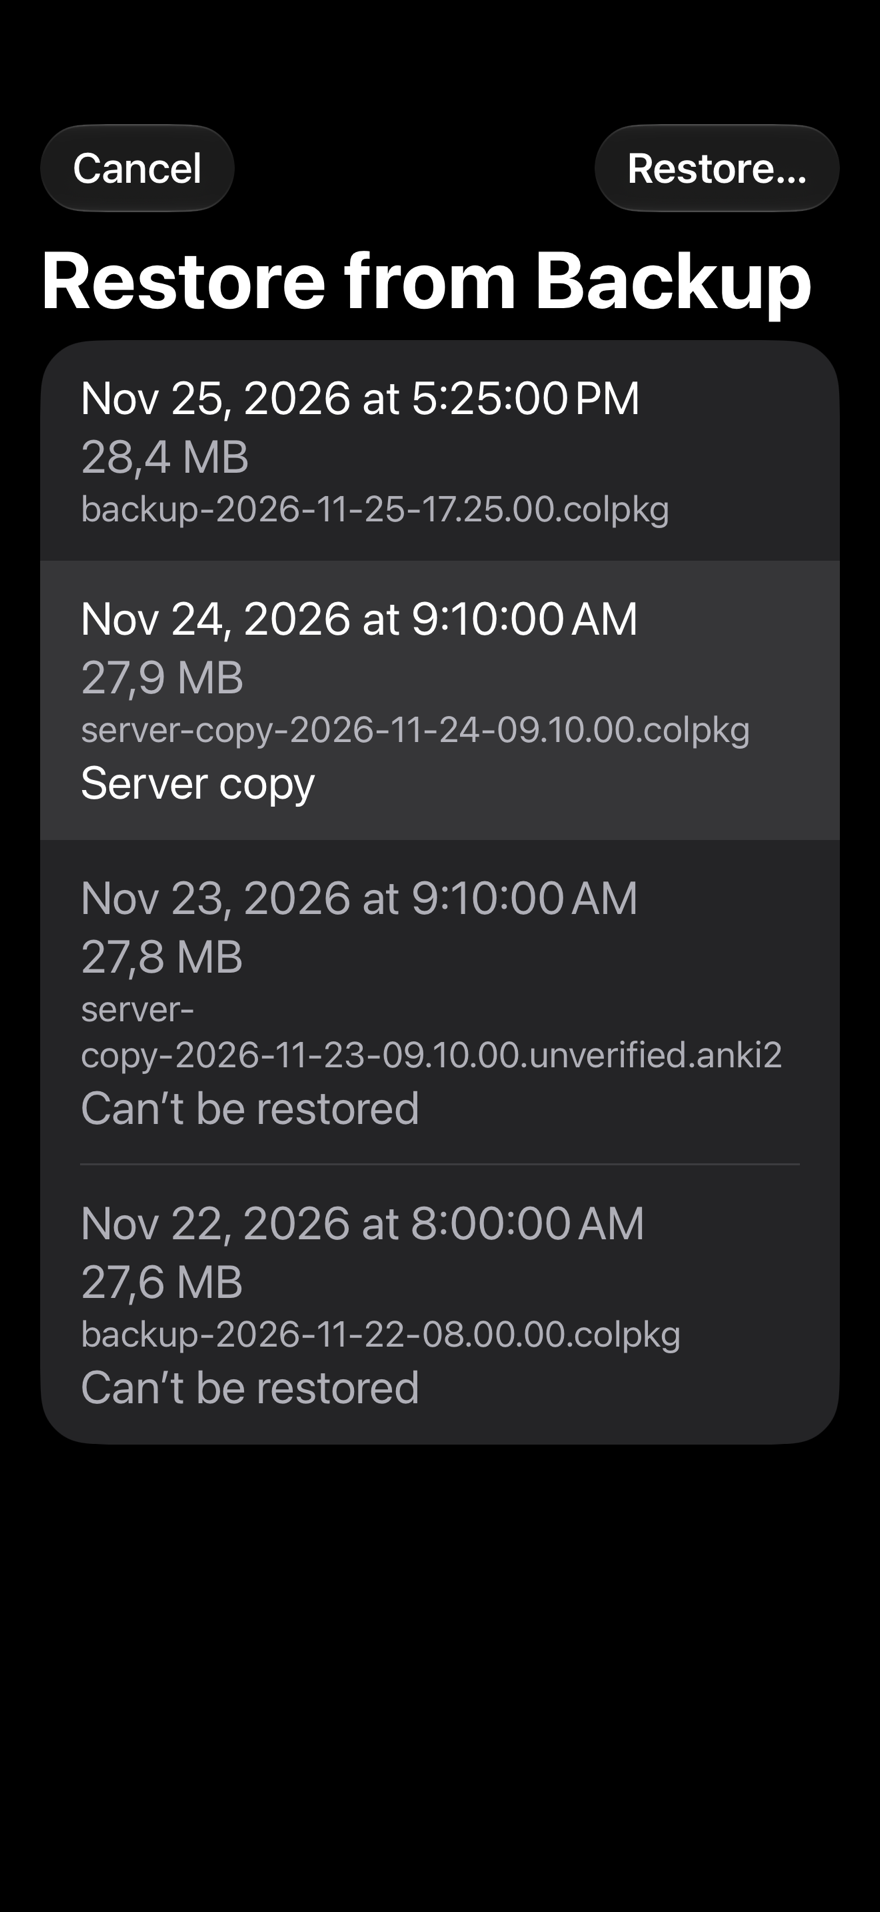 Cancel
Restore...
Restore from Backup
Nov 25, 2026 at 5:25:00 PM
28,4 MB
backup-2026-11-25-17.25.00.colpkg
Nov 24, 2026 at 9:10:00 AM
27,9 MB
server-copy-2026-11-24-09.10.00.colpkg
Server copy
Nov 23, 2026 at 9:10:00 AM
27,8 MB
server-
copy-2026-11-23-09.10.00.unverified.anki2
Can’t be restored
Nov 22, 2026 at 8:00:00 AM
27,6 MB
backup-2026-11-22-08.00.00.colpkg
Can’t be restored